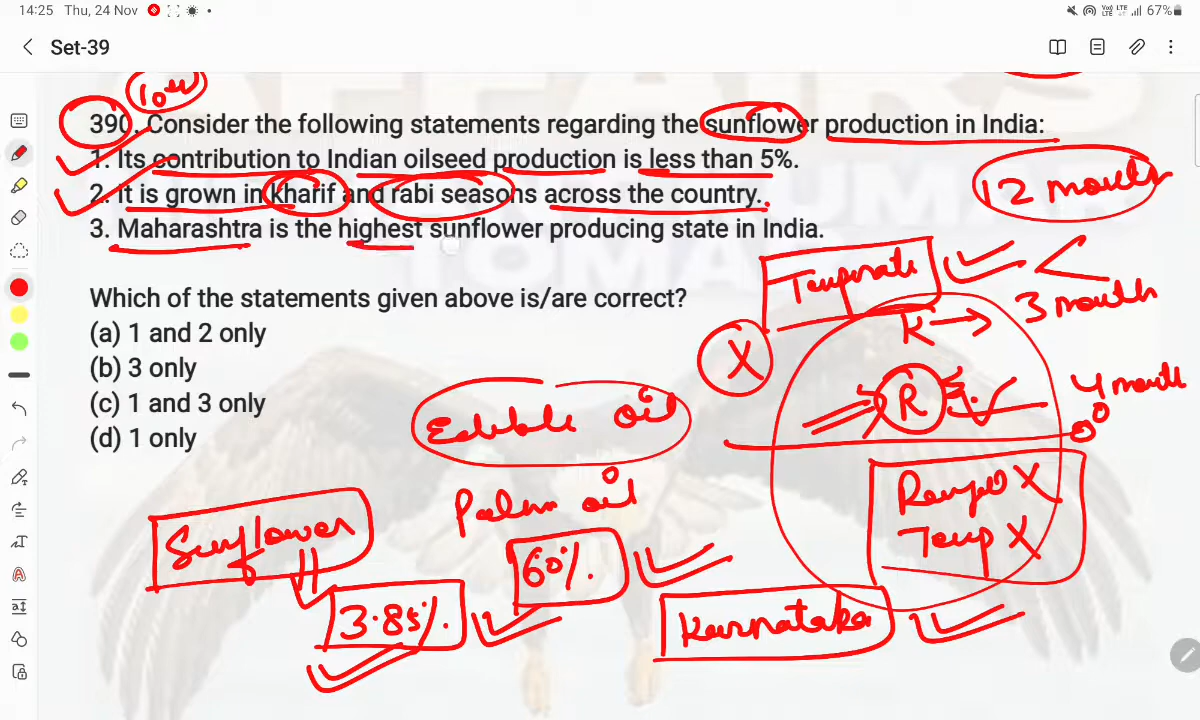 14:25 Thu, 24 Nov
67%
Set-39
390. Consider the following statements regarding the sunflower production in India:
1. Its contribution to Indian oilseed production is less than 5%.
2. It is grown in kharif and rabi seasons across the country.
3. Maharashtra is the highest sunflower producing state in India.
12 month
Temperate
3 month
K
X
Which of the statements given above is/are correct?
(a) 1 and 2 only
(b) 3 only
(c) 1 and 3 only
(d) 1 only
R
4 month
0°
Edible oil
Palm oil
60%.
Sunflower
3.85%.
Karnataka
X
Temp X
TOMA